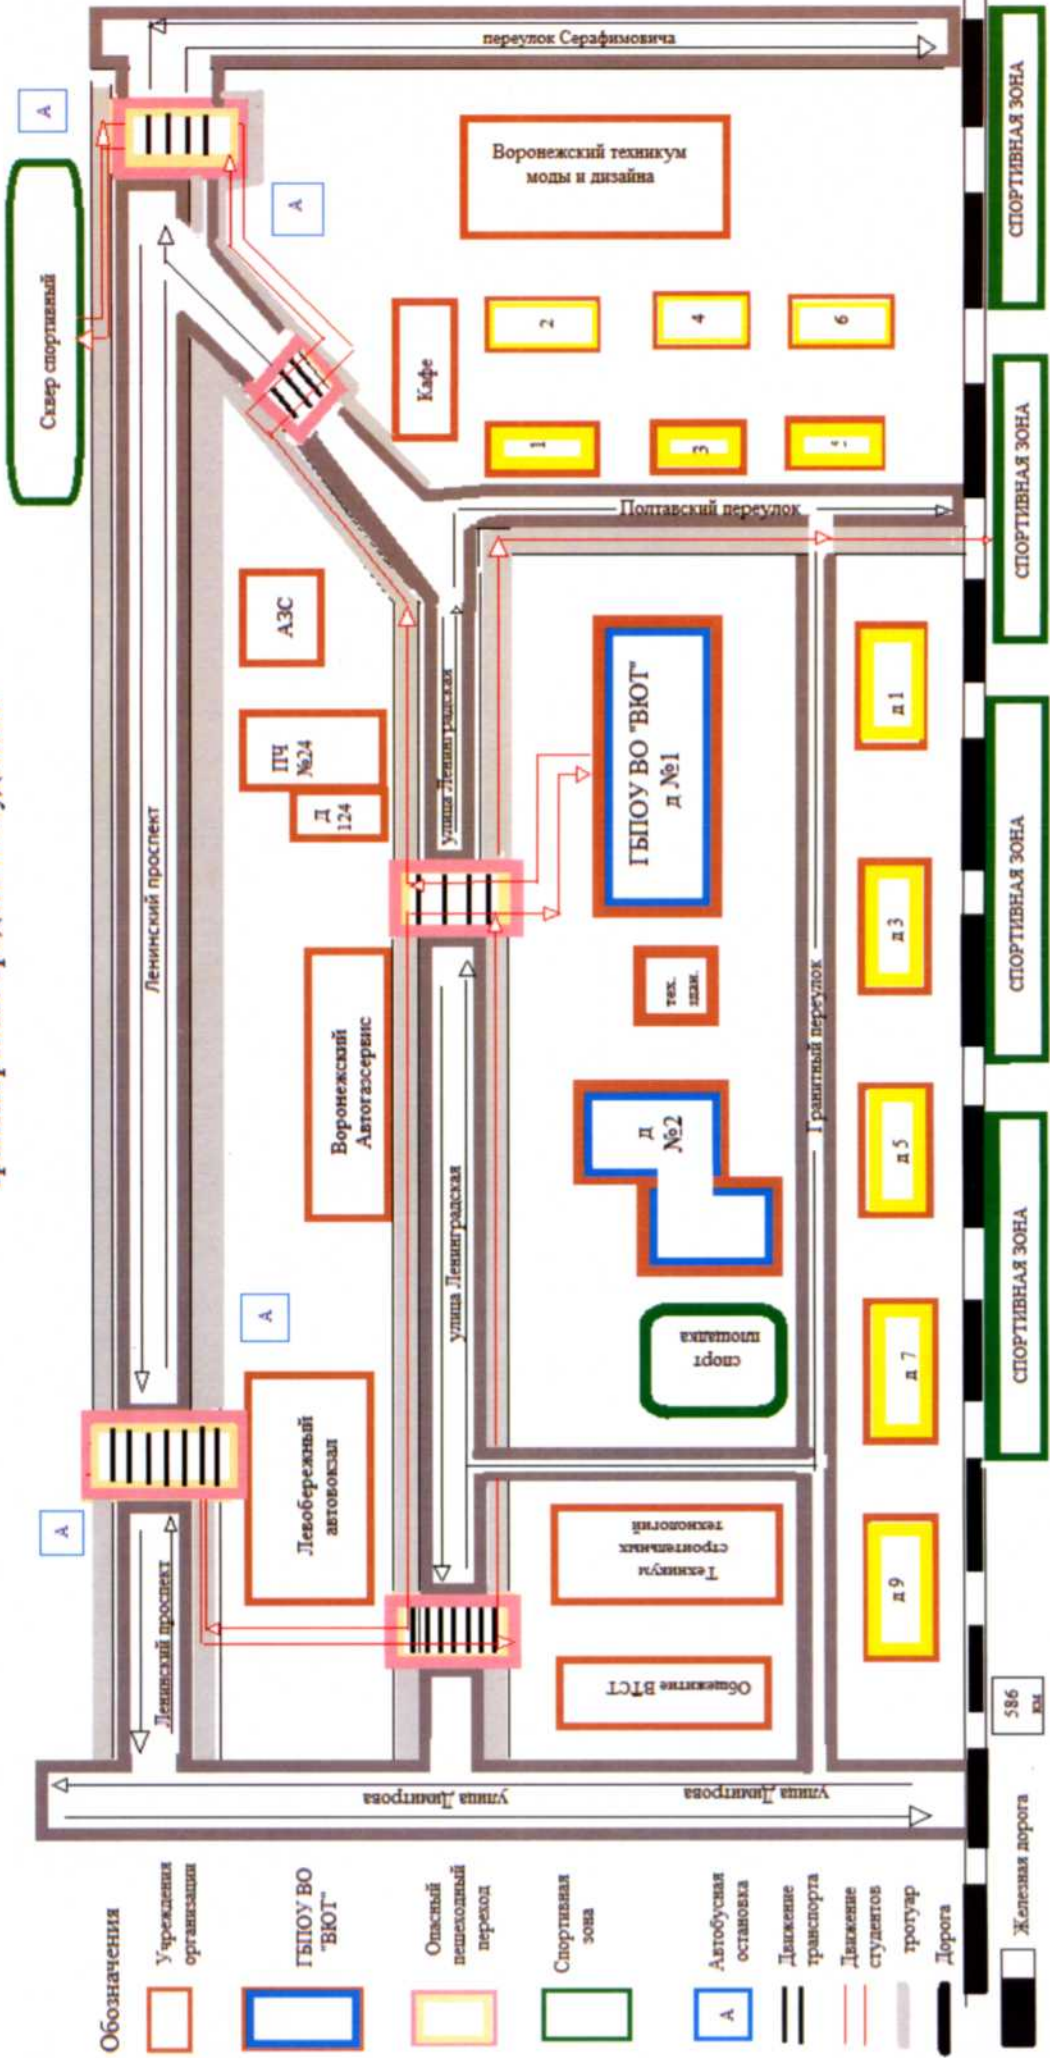 переулок Серафимовича
А
А
Сквер спортивный
Воронежский техникум
моды и дизайна
Кафе
2
4
6
1
3
Полтавский переулок
СПОРТИВНАЯ ЗОНА
СПОРТИВНАЯ ЗОНА
СПОРТИВНАЯ ЗОНА
СПОРТИВНАЯ ЗОНА
Ленинский проспект
АЗС
ПЧ
№24
Д
124
улица Ленинградская
Воронежский
Автогазсервис
ГБПОУ ВО "ВЮТ"
д №1
тех.
здан.
д
№2
спорт
площадка
Гранитный переулок
д 1
д 3
д 5
д 7
д 9
А
А
Левобережный
автовокзал
улица Ленинградская
Ленинский проспект
Техникум
строительных
технологий
Общежитие ВТСТ
улица Димитрова
улица Димитрова
586
км
Обозначения
Учреждения
организации
ГБПОУ ВО
"ВЮТ"
Опасный
пешеходный
переход
Спортивная
зона
А
Автобусная
остановка
Движение
транспорта
Движение
студентов
тротуар
Дорога
Железная дорога